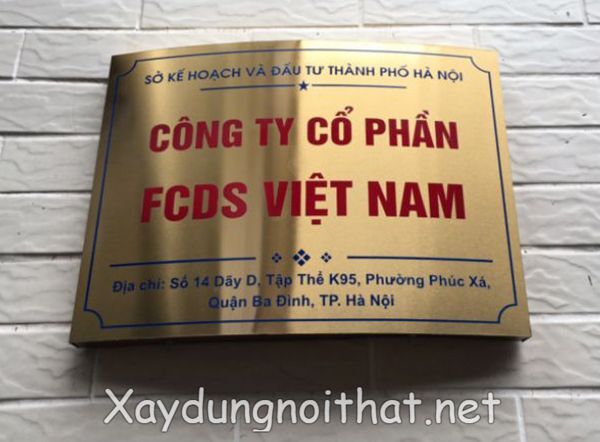 SỞ KẾ HOẠCH VÀ ĐẦU TƯ THÀNH PHỐ HÀ NỘI
CÔNG TY CỔ PHẦN
FCDS VIỆT NAM
Địa chỉ: Số 14 Dãy D, Tập Thể K95, Phường Phúc Xá,
Quận Ba Đình, TP. Hà Nội
Xaydungnoithat.net